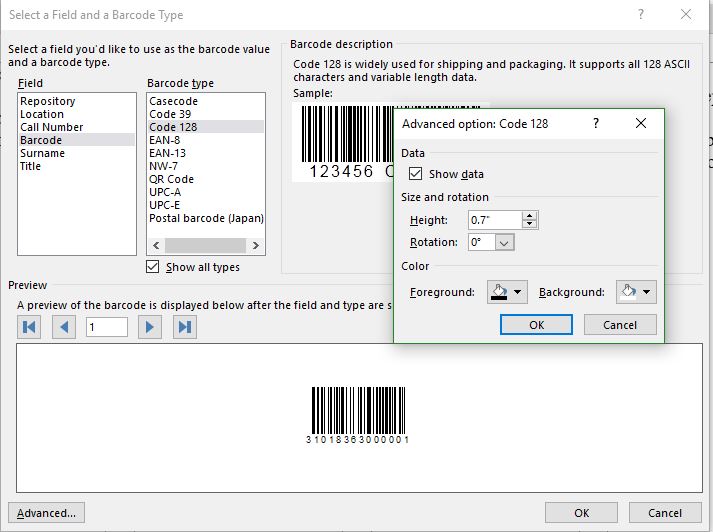 Select a Field and a Barcode Type
Select a field you'd like to use as the barcode value
and a barcode type.
Field
Repository
Location
Call Number
Barcode
Surname
Title
Barcode type
Casecode
Code 39
Code 128
EAN-8
EAN-13
NW-7
QR Code
UPC-A
UPC-E
Postal barcode (Japan)
Show all types
Barcode description
Code 128 is widely used for shipping and packaging. It supports all 128 ASCII
characters and variable length data.
Sample:
123456 C
Advanced option: Code 128
Data
Show data
Size and rotation
Height: 0.7"
Rotation: 0°
Color
Foreground: Background:
OK Cancel
Preview
A preview of the barcode is displayed below after the field and type are s
1
31018363000001
Advanced... OK Cancel